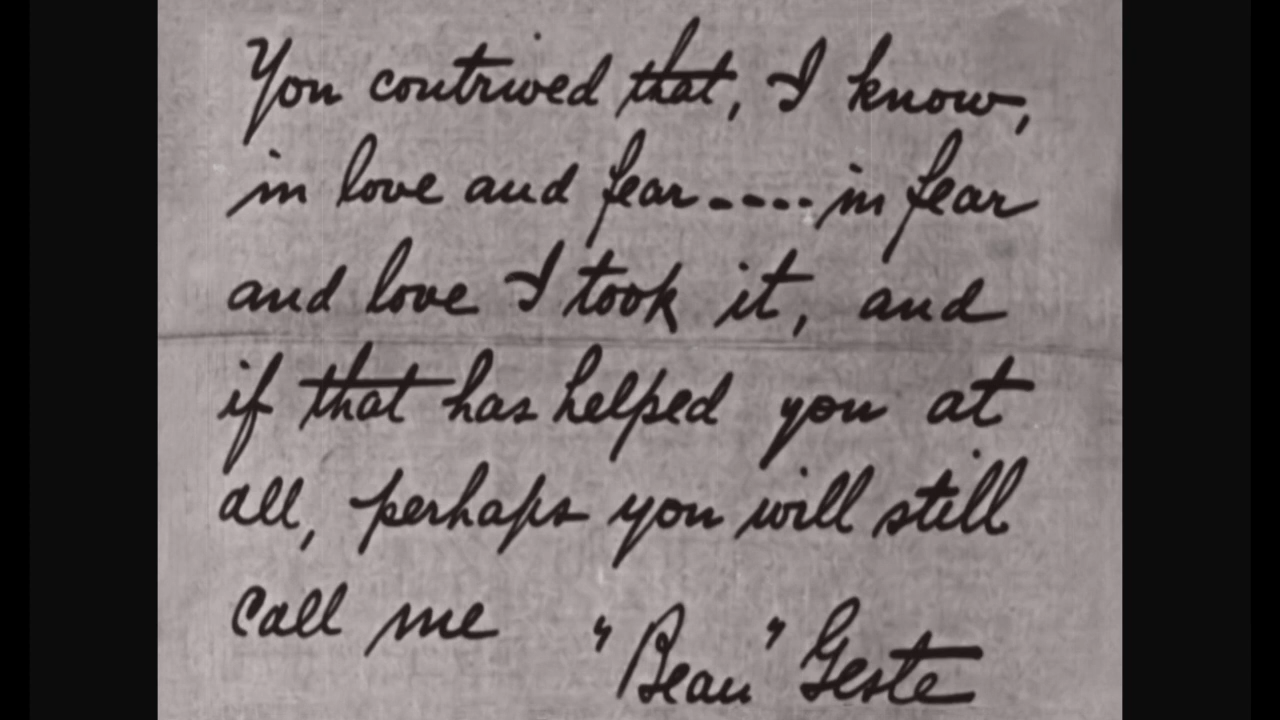 You contrived that, I know,
in love and fear----in fear
and love I took it, and
if that has helped you at
all, perhaps you will still
call me "Beau" Geste